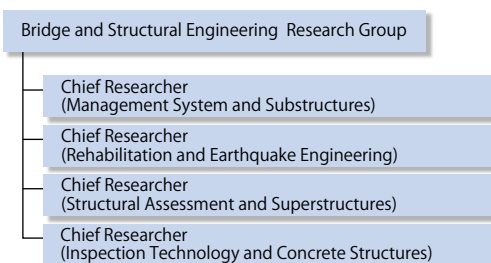 Bridge and Structural Engineering Research Group
Chief Researcher
(Management System and Substructures)
Chief Researcher
(Rehabilitation and Earthquake Engineering)
Chief Researcher
(Structural Assessment and Superstructures)
Chief Researcher
(Inspection Technology and Concrete Structures)